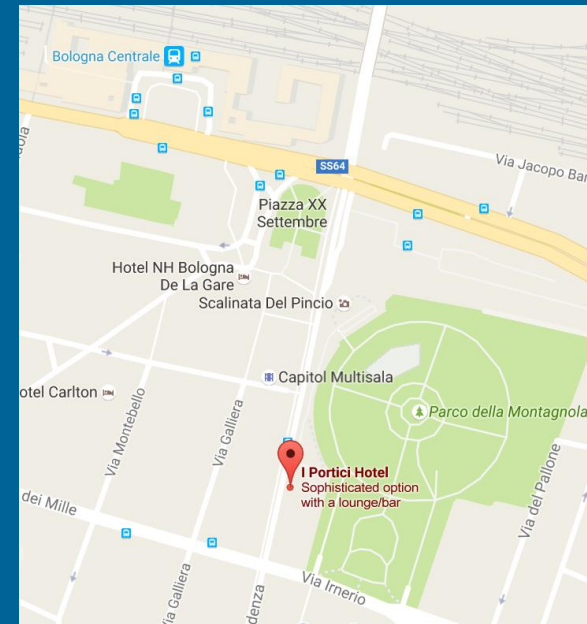 Bologna Centrale
SS64
Via Jacopo Bar
Piazza XX
Settembre
Hotel NH Bologna
De La Gare
Scalinata Del Pincio
Capitol Multisala
otel Carlton
Parco della Montagnola
Via Montebello
Via Galliera
I Portici Hotel
Sophisticated option
with a lounge/bar
Via del Pallone
dei Mille
Via Irnerio
Via Galliera
denza